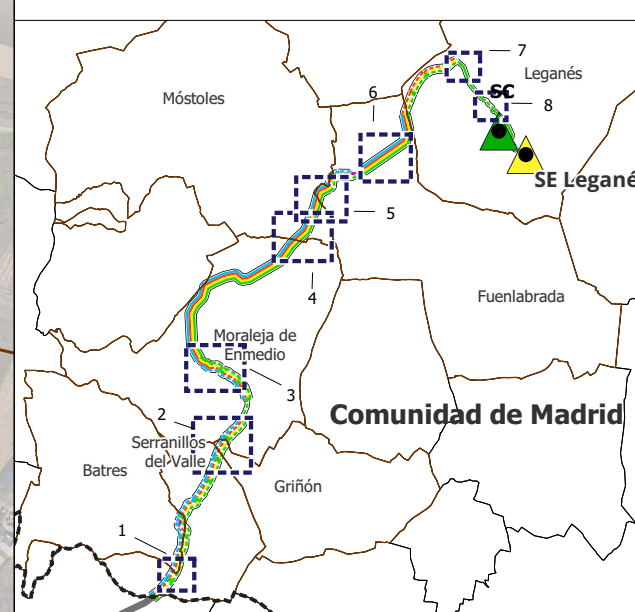 7
Leganés
SC
8
6
Móstoles
SE Legané
5
4
Fuenlabrada
Moraleja de
Enmedio
3
Comunidad de Madrid
2
Serranillos
del Valle
Batres
Griñón
1